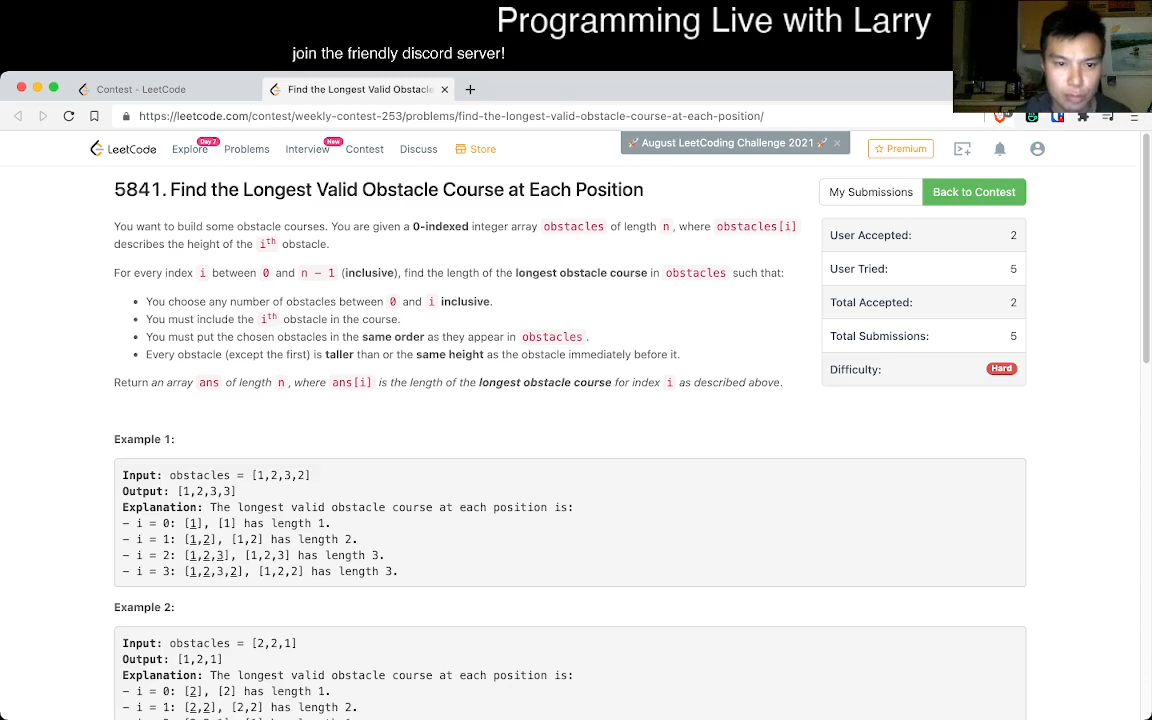 Programming Live with Larry
join the friendly discord server!
Contest - LeetCode
Find the Longest Valid Obstacle
https://leetcode.com/contest/weekly-contest-253/problems/find-the-longest-valid-obstacle-course-at-each-position/
LeetCode Explore Day 7 Problems Interview New Contest Discuss Store 🚀 August LeetCoding Challenge 2021 🚀 × Premium
5841. Find the Longest Valid Obstacle Course at Each Position
My Submissions Back to Contest
You want to build some obstacle courses. You are given a 0-indexed integer array obstacles of length n, where obstacles[i]
describes the height of the ith obstacle.
User Accepted: 2
For every index i between 0 and n - 1 (inclusive), find the length of the longest obstacle course in obstacles such that:
User Tried: 5
• You choose any number of obstacles between 0 and i inclusive.
Total Accepted: 2
• You must include the ith obstacle in the course.
• You must put the chosen obstacles in the same order as they appear in obstacles.
Total Submissions: 5
• Every obstacle (except the first) is taller than or the same height as the obstacle immediately before it.
Difficulty: Hard
Return an array ans of length n, where ans[i] is the length of the longest obstacle course for index i as described above.
Example 1:
Input: obstacles = [1,2,3,2]
Output: [1,2,3,3]
Explanation: The longest valid obstacle course at each position is:
- i = 0: [1], [1] has length 1.
- i = 1: [1,2], [1,2] has length 2.
- i = 2: [1,2,3], [1,2,3] has length 3.
- i = 3: [1,2,3,2], [1,2,2] has length 3.
Example 2:
Input: obstacles = [2,2,1]
Output: [1,2,1]
Explanation: The longest valid obstacle course at each position is:
- i = 0: [2], [2] has length 1.
- i = 1: [2,2], [2,2] has length 2.